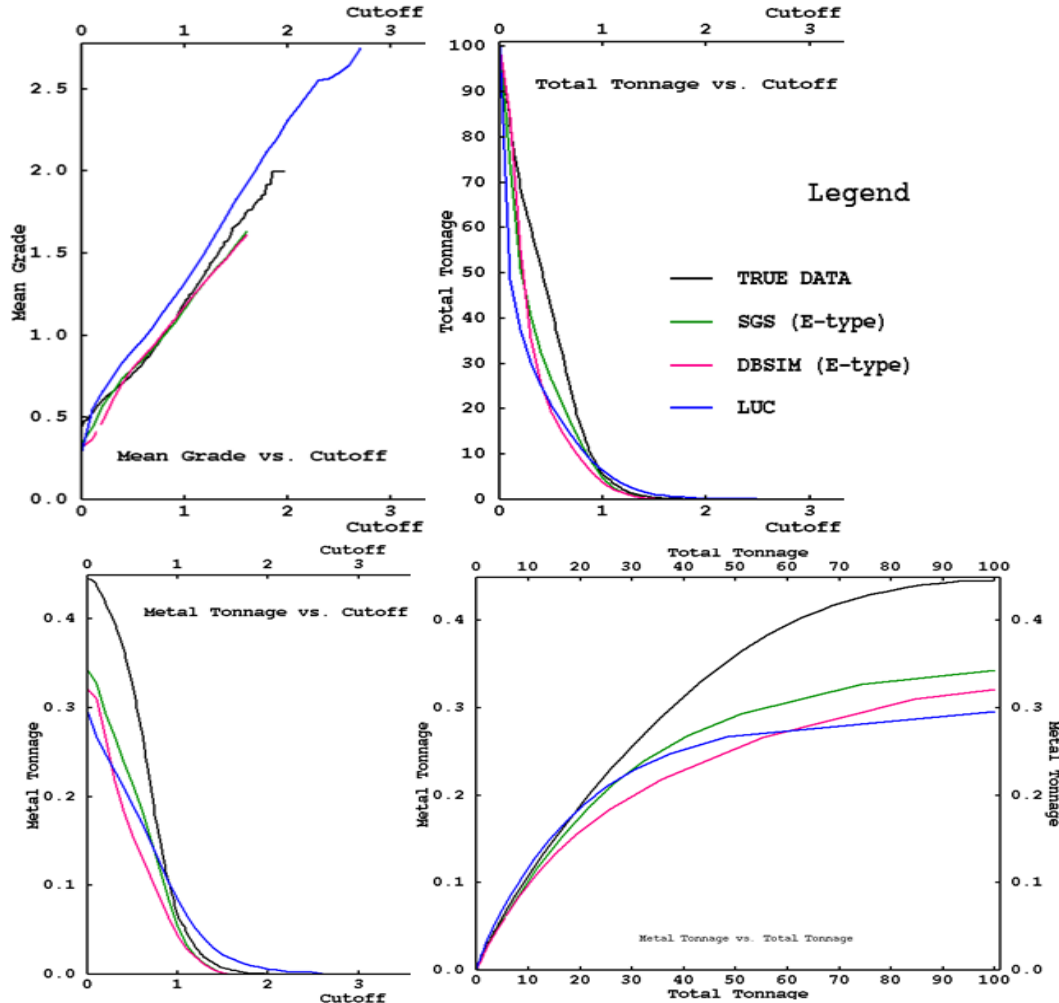 Cutoff
0 1 2 3
2.5
2.0
1.5
1.0
0.5
0.0
Mean Grade
Mean Grade vs. Cutoff
0 1 2 3
Cutoff
Cutoff
0 1 2 3
100
90
80
70
60
50
40
30
20
10
0
Total Tonnage
Total Tonnage vs. Cutoff
0 1 2 3
Cutoff
Legend
TRUE DATA
SGS (E-type)
DBSIM (E-type)
LUC
Cutoff
0 1 2 3
0.4
0.3
0.2
0.1
0.0
Metal Tonnage
Metal Tonnage vs. Cutoff
0 1 2 3
Cutoff
Total Tonnage
0 10 20 30 40 50 60 70 80 90 100
0.4
0.3
0.2
0.1
0.0
Metal Tonnage
0.4
0.3
0.2
0.1
0.0
Metal Tonnage
Metal Tonnage vs. Total Tonnage
0 10 20 30 40 50 60 70 80 90 100
Total Tonnage